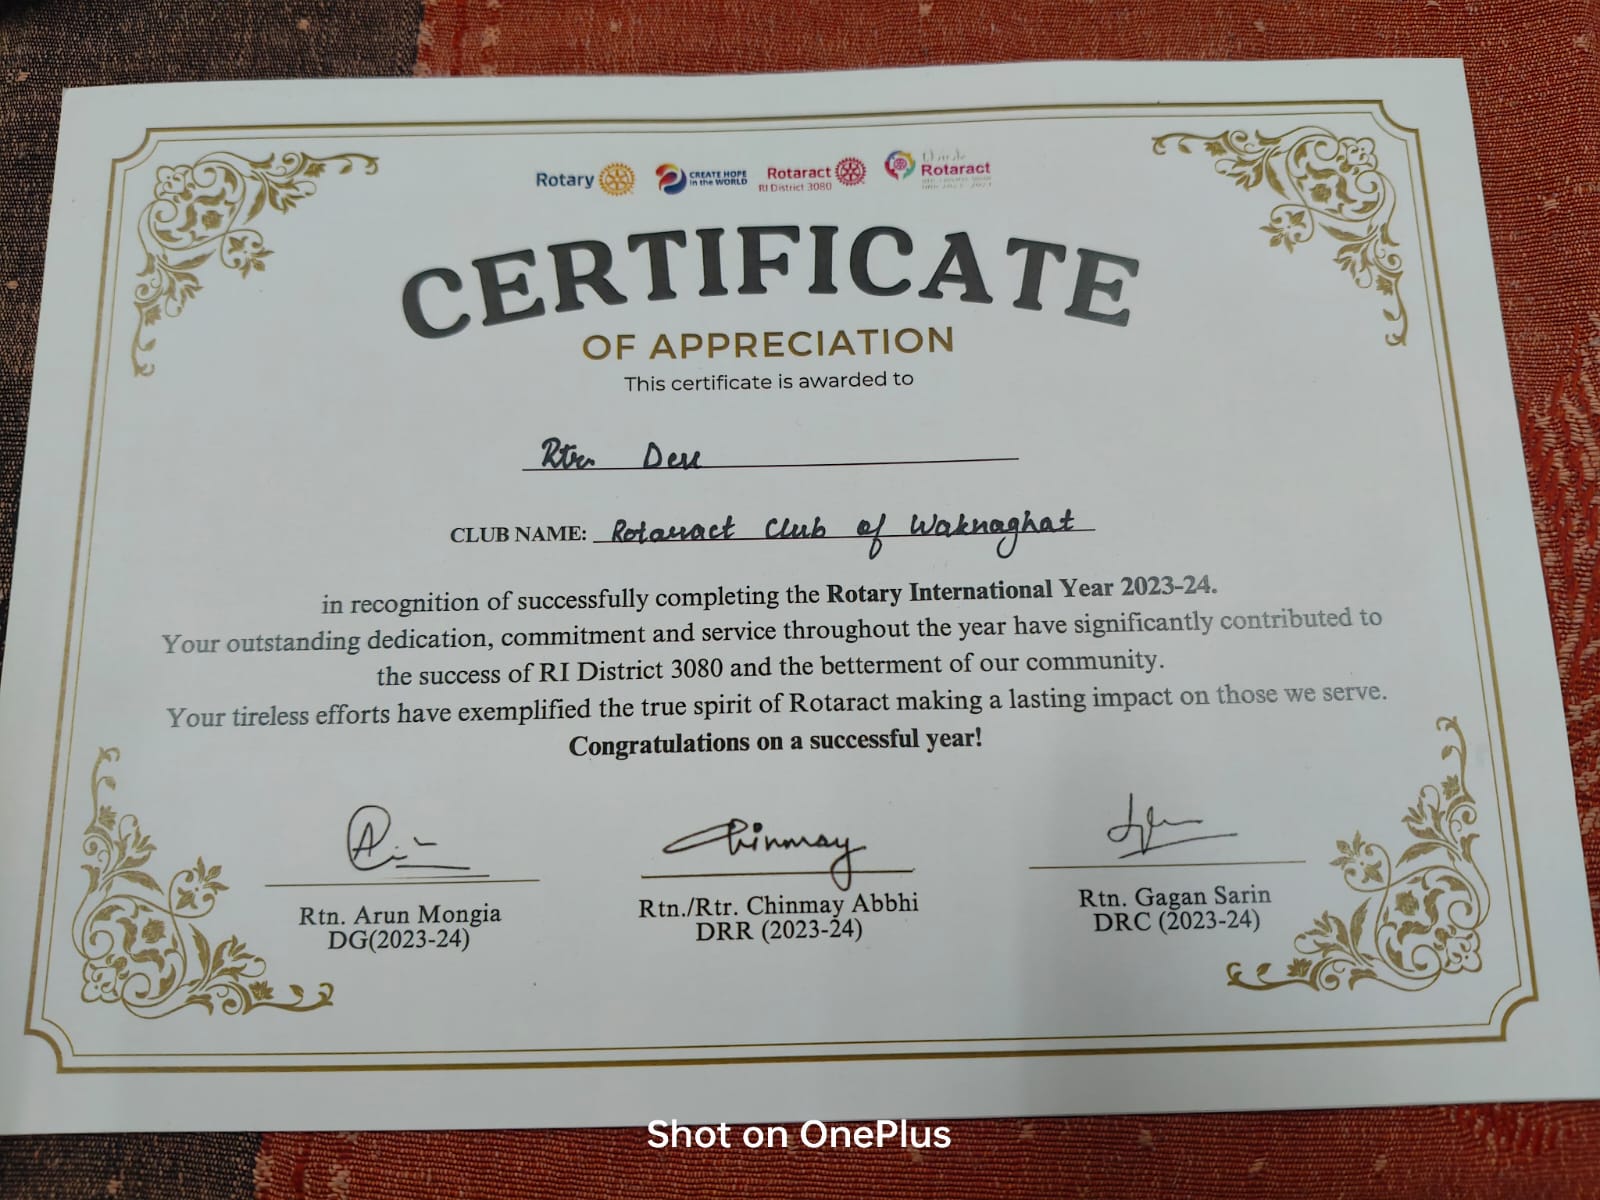 Rotary
CREATE HOPE
in the WORLD
Rotaract
RI District 3080
Rotaract
CERTIFICATE
OF APPRECIATION
This certificate is awarded to
CLUB NAME: Rotaract Club of Waknaghat
in recognition of successfully completing the Rotary International Year 2023-24.
Your outstanding dedication, commitment and service throughout the year have significantly contributed to
the success of RI District 3080 and the betterment of our community.
Your tireless efforts have exemplified the true spirit of Rotaract making a lasting impact on those we serve.
Congratulations on a successful year!
Chinmay
Rtn. Arun Mongia
DG(2023-24)
Rtn./Rtr. Chinmay Abbhi
DRR (2023-24)
Rtn. Gagan Sarin
DRC (2023-24)
Shot on OnePlus